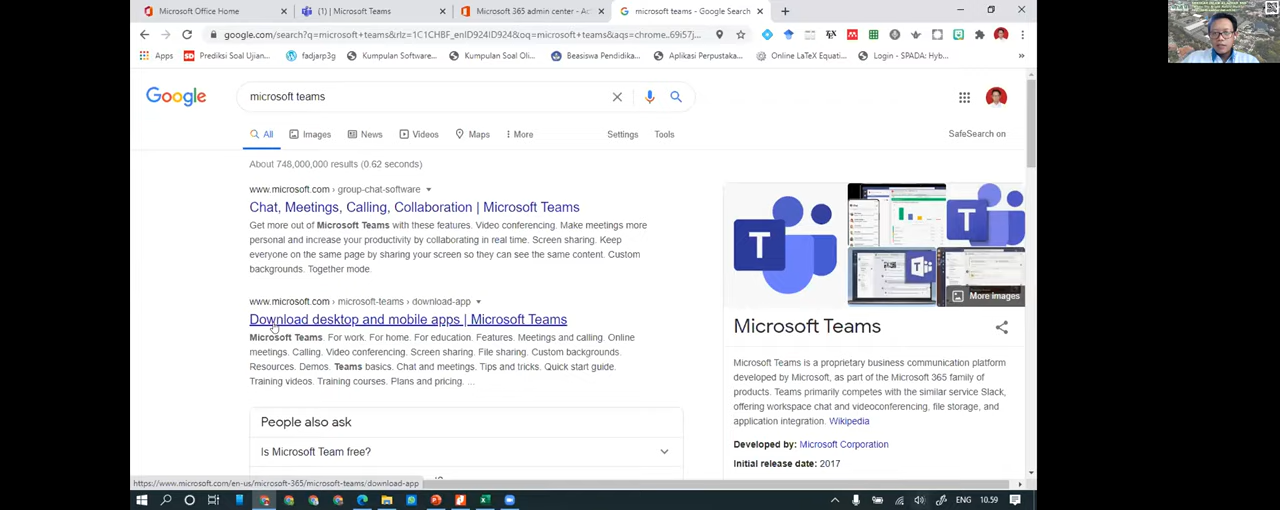 Microsoft Office Home
(1) | Microsoft Teams
Microsoft 365 admin center - Ac
microsoft teams - Google Search
google.com/search?q=microsoft+teams&rlz=1C1CHBF_enID924ID924&oq=microsoft+teams&aqs=chrome..69i57j...
Apps
Prediksi Soal Ujian...
fadjarp3g
Kumpulan Software...
Kumpulan Soal Oli...
Beasiswa Pendidika...
Aplikasi Perpustaka...
Online LaTeX Equati...
Login - SPADA: Hyb...
Google
microsoft teams
All
Images
News
Videos
Maps
More
Settings
Tools
SafeSearch on
About 748,000,000 results (0.62 seconds)
www.microsoft.com › group-chat-software
Chat, Meetings, Calling, Collaboration | Microsoft Teams
Get more out of Microsoft Teams with these features. Video conferencing. Make meetings more
personal and increase your productivity by collaborating in real time. Screen sharing. Keep
everyone on the same page by sharing your screen so they can see the same content. Custom
backgrounds. Together mode.
www.microsoft.com › microsoft-teams › download-app
Download desktop and mobile apps | Microsoft Teams
Microsoft Teams. For work. For home. For education. Features. Meetings and calling. Online
meetings. Calling. Video conferencing. Screen sharing. File sharing. Custom backgrounds.
Resources. Demos. Teams basics. Chat and meetings. Tips and tricks. Quick start guide.
Training videos. Training courses. Plans and pricing. ...
People also ask
Is Microsoft Team free?
More images
Microsoft Teams
Microsoft Teams is a proprietary business communication platform
developed by Microsoft, as part of the Microsoft 365 family of
products. Teams primarily competes with the similar service Slack,
offering workspace chat and videoconferencing, file storage, and
application integration. Wikipedia
Developed by: Microsoft Corporation
Initial release date: 2017
https://www.microsoft.com/en-us/microsoft-365/microsoft-teams/download-app
ENG
10.59